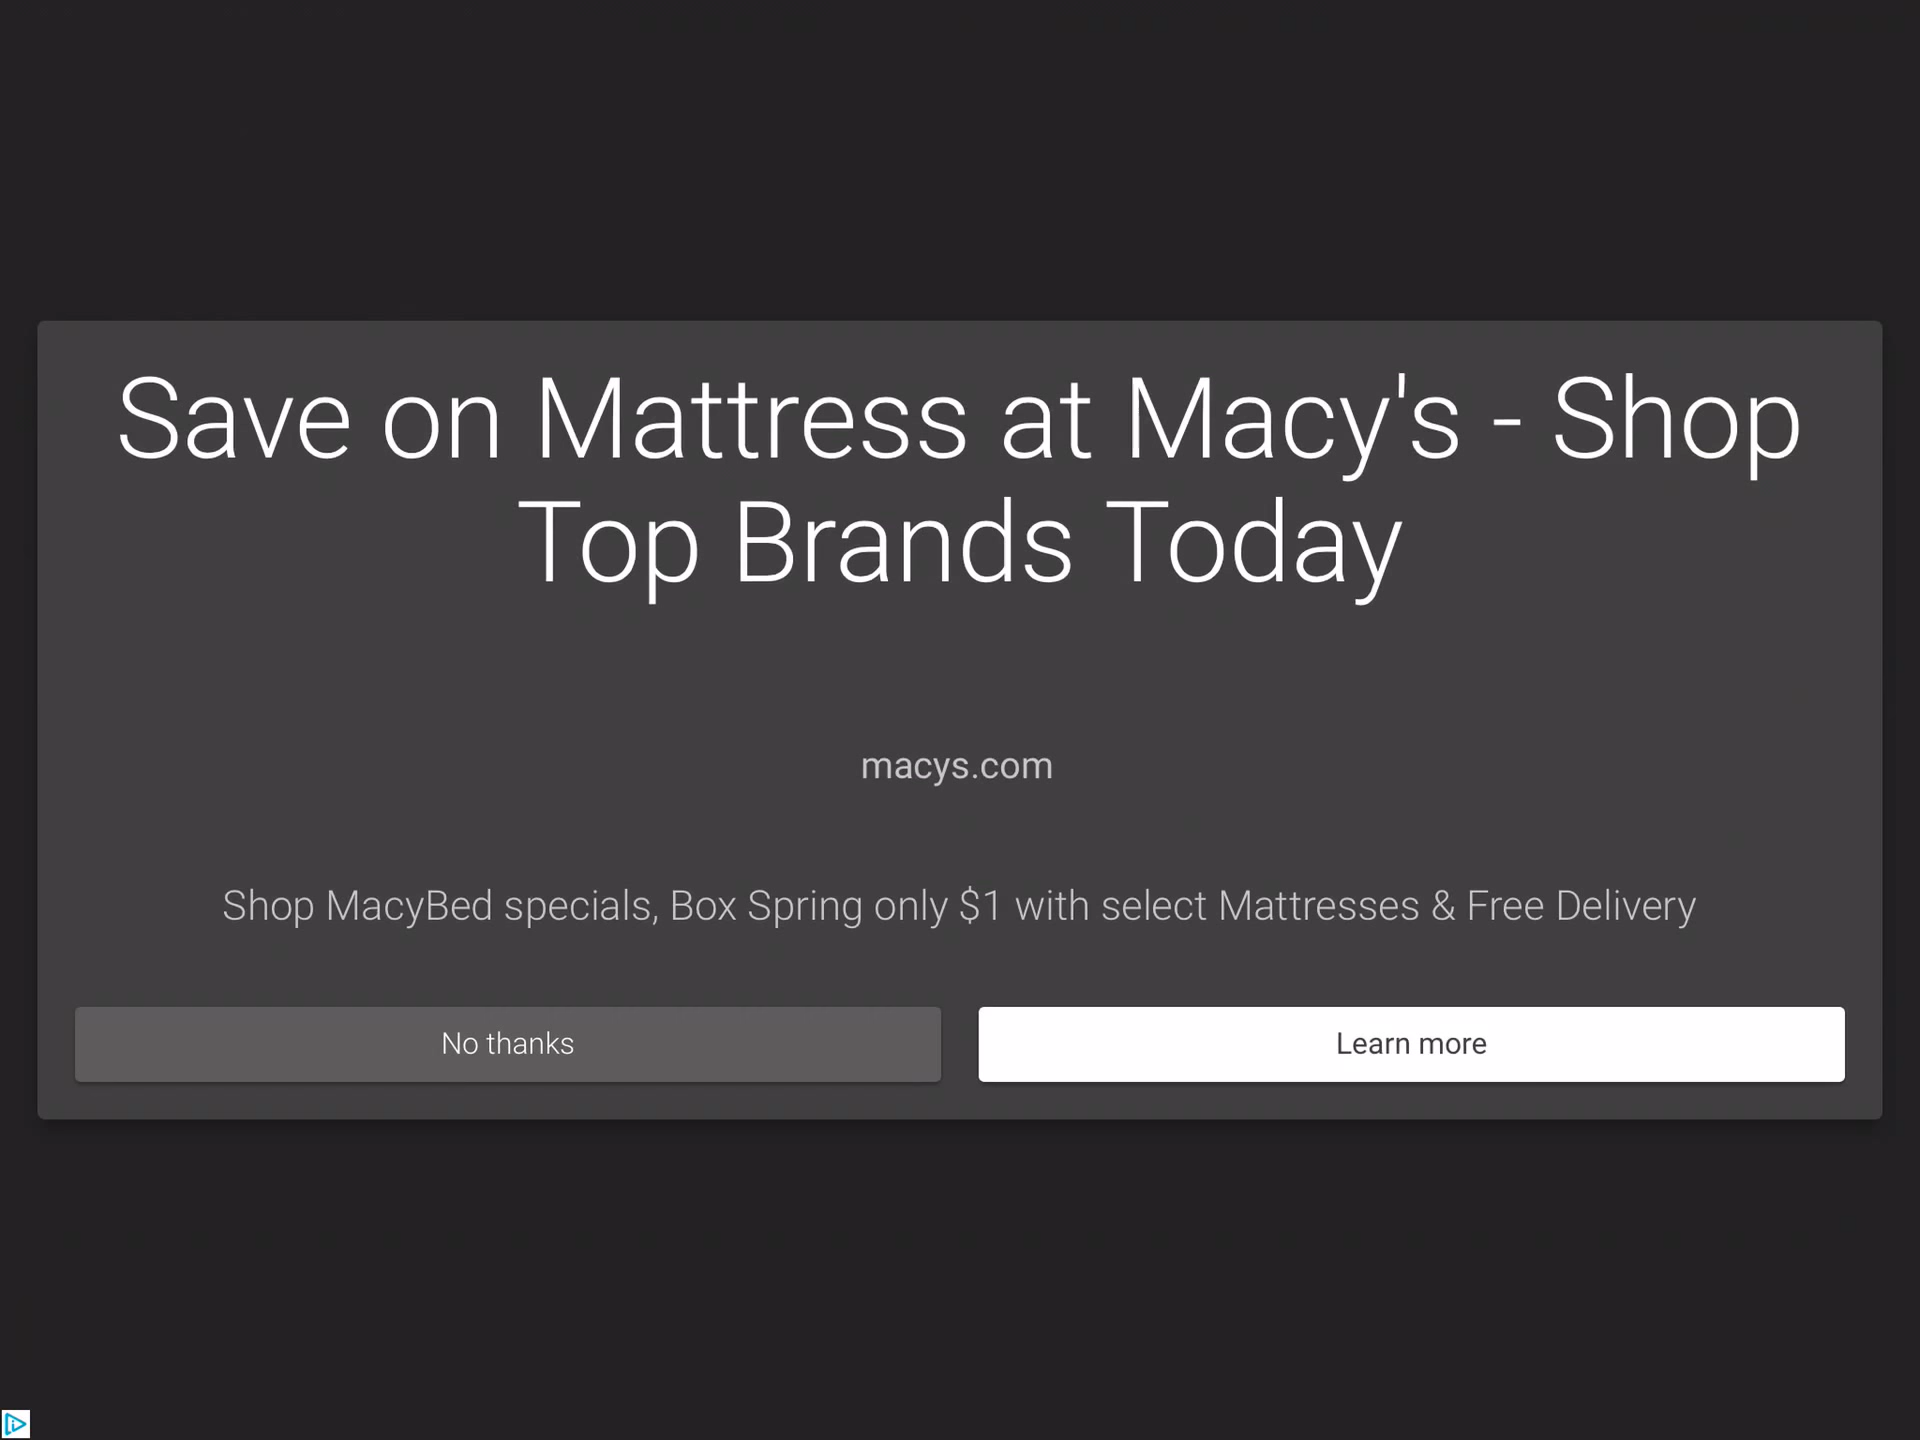 Save on Mattress at Macy's - Shop
Top Brands Today
macys.com
Shop MacyBed specials, Box Spring only $1 with select Mattresses & Free Delivery
No thanks
Learn more